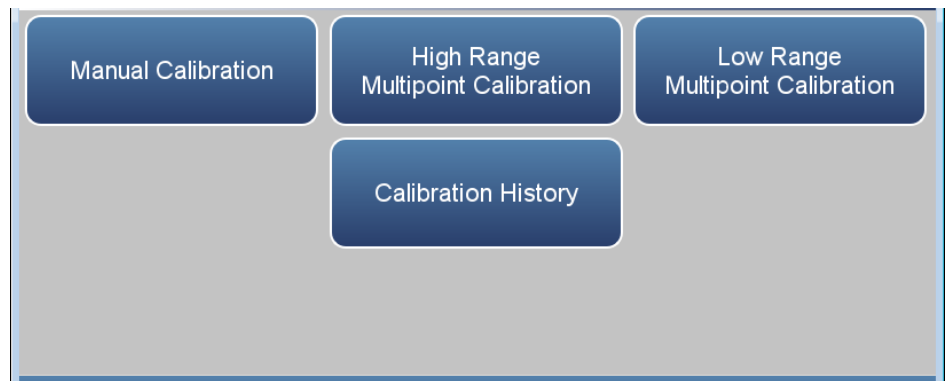 Manual Calibration
High Range
Multipoint Calibration
Low Range
Multipoint Calibration
Calibration History